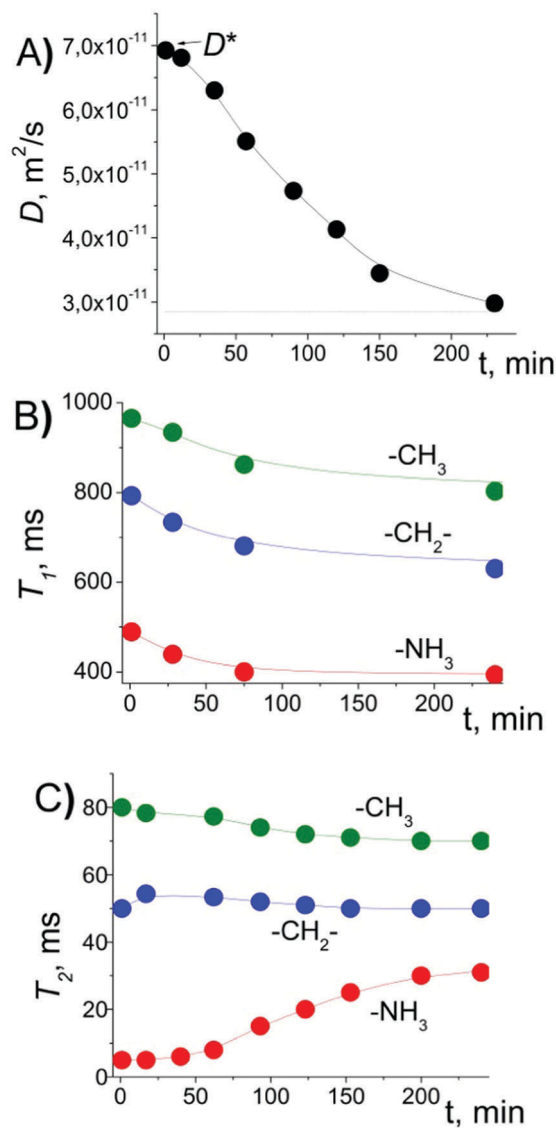 A)
D*
7,0x10⁻¹¹
6,0x10⁻¹¹
5,0x10⁻¹¹
4,0x10⁻¹¹
3,0x10⁻¹¹
D, m²/s
0 50 100 150 200
t, min
B)
1000
800
600
400
T₁, ms
-CH₃
-CH₂-
-NH₃
0 50 100 150 200
t, min
C)
80
60
40
20
0
T₂, ms
-CH₃
-CH₂-
-NH₃
0 50 100 150 200
t, min